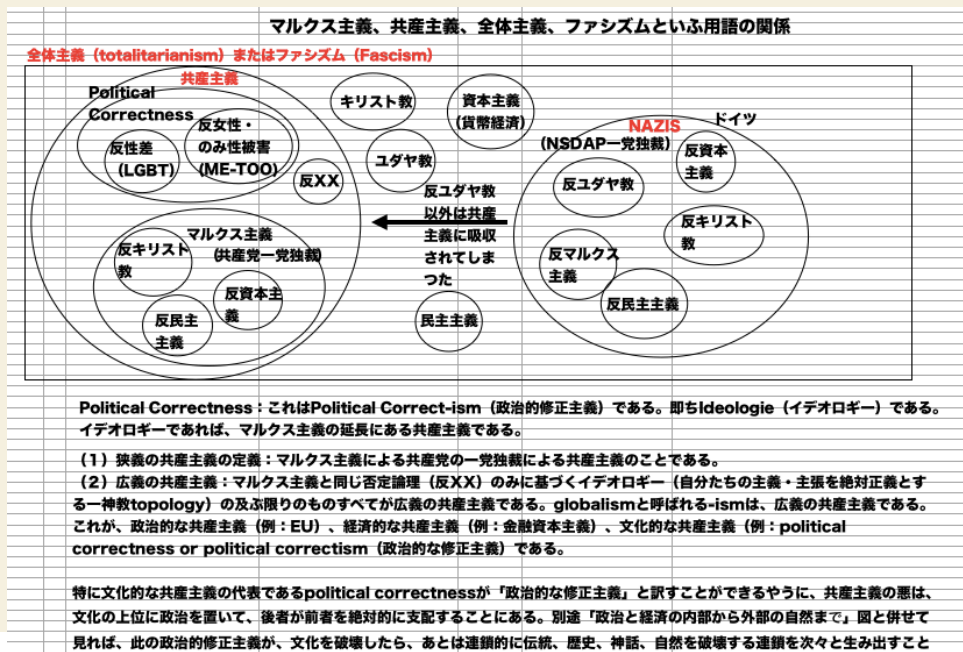 マルクス主義、共産主義、全体主義、ファシズムといふ用語の関係
全体主義（totalitarianism）またはファシズム（Fascism）
共産主義
Political
Correctness
反性差
（LGBT）
反女性・
のみ性被害
（ME-TOO）
反XX
マルクス主義
（共産党一党独裁）
反キリスト
教
反資本主
義
反民主
主義
キリスト教
資本主義
（貨幣経済）
ユダヤ教
反ユダヤ教
以外は共産
主義に吸収
されてしま
つた
民主主義
ドイツ
NAZIS
（NSDAP一党独裁）
反資本
主義
反ユダヤ教
反キリスト
教
反マルクス
主義
反民主主義
Political Correctness：これはPolitical Correct-ism（政治的修正主義）である。即ちIdeologie（イデオロギー）である。
イデオロギーであれば、マルクス主義の延長にある共産主義である。
（1）狭義の共産主義の定義：マルクス主義による共産党の一党独裁による共産主義のことである。
（2）広義の共産主義：マルクス主義と同じ否定論理（反XX）のみに基づくイデオロギー（自分たちの主義・主張を絶対正義とす
る一神教topology）の及ぶ限りのものすべてが広義の共産主義である。globalismと呼ばれる-ismは、広義の共産主義である。
これが、政治的な共産主義（例：EU）、経済的な共産主義（例：金融資本主義）、文化的な共産主義（例：political
correctness or political correctism（政治的な修正主義）である。
特に文化的な共産主義の代表であるpolitical correctnessが「政治的な修正主義」と訳すことができるやうに、共産主義の悪は、
文化の上位に政治を置いて、後者が前者を絶対的に支配することにある。別途「政治と経済の内部から外部の自然まで」図と併せて
見れば、此の政治的修正主義が、文化を破壊したら、あとは連鎖的に伝統、歴史、神話、自然を破壊する連鎖を次々と生み出すこと